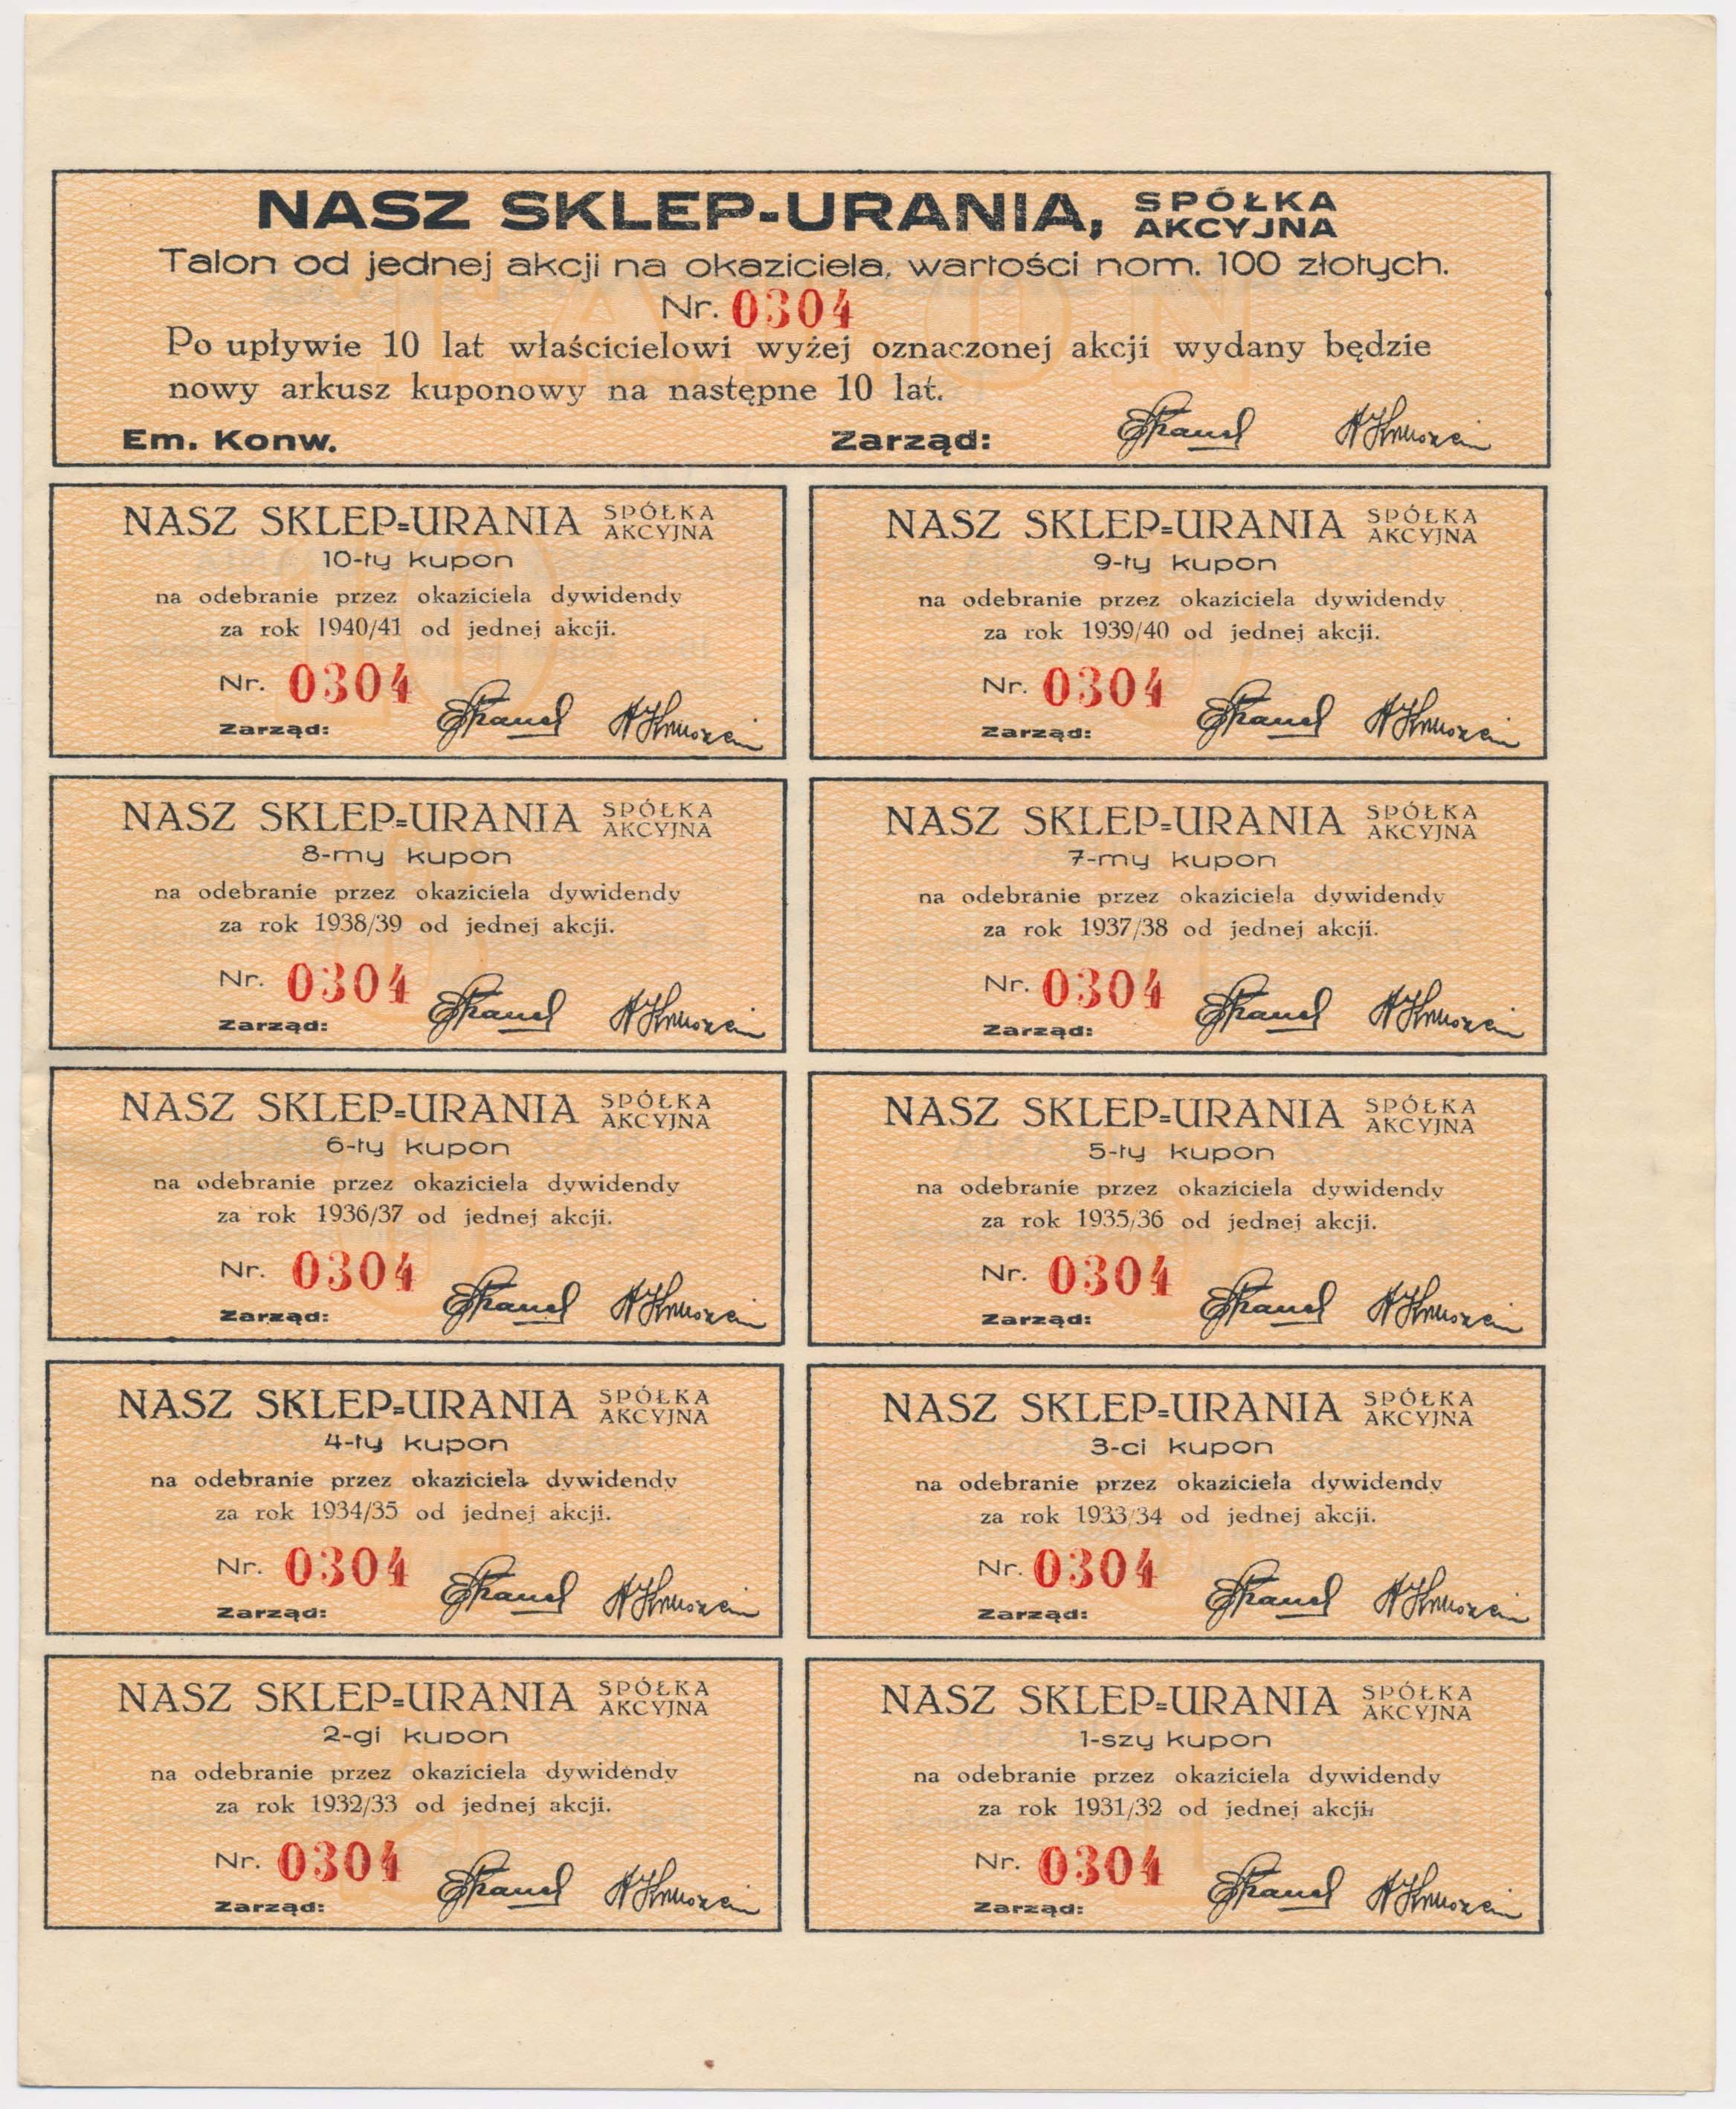 NASZ SKLEP-URANIA, SPÓŁKA AKCYJNA
Talon od jednej akcji na okaziciela, wartości nom. 100 złotych.
Nr. 0304
Po upływie 10 lat właścicielowi wyżej oznaczonej akcji wydany będzie
nowy arkusz kuponowy na następne 10 lat.
Em. Konw. Zarząd:
NASZ SKLEP-URANIA SPÓŁKA AKCYJNA
10-ty kupon
na odebranie przez okaziciela dywidendy
za rok 1940/41 od jednej akcji.
Nr. 0304
Zarząd:
NASZ SKLEP-URANIA SPÓŁKA AKCYJNA
9-ty kupon
na odebranie przez okaziciela dywidendy
za rok 1939/40 od jednej akcji.
Nr. 0304
Zarząd:
NASZ SKLEP-URANIA SPÓŁKA AKCYJNA
8-my kupon
na odebranie przez okaziciela dywidendy
za rok 1938/39 od jednej akcji.
Nr. 0304
Zarząd:
NASZ SKLEP-URANIA SPÓŁKA AKCYJNA
7-my kupon
na odebranie przez okaziciela dywidendy
za rok 1937/38 od jednej akcji.
Nr. 0304
Zarząd:
NASZ SKLEP-URANIA SPÓŁKA AKCYJNA
6-ty kupon
na odebranie przez okaziciela dywidendy
za rok 1936/37 od jednej akcji.
Nr. 0304
Zarząd:
NASZ SKLEP-URANIA SPÓŁKA AKCYJNA
5-ty kupon
na odebranie przez okaziciela dywidendy
za rok 1935/36 od jednej akcji.
Nr. 0304
Zarząd:
NASZ SKLEP-URANIA SPÓŁKA AKCYJNA
4-ty kupon
na odebranie przez okaziciela dywidendy
za rok 1934/35 od jednej akcji.
Nr. 0304
Zarząd:
NASZ SKLEP-URANIA SPÓŁKA AKCYJNA
3-ci kupon
na odebranie przez okaziciela dywidendy
za rok 1933/34 od jednej akcji.
Nr. 0304
Zarząd:
NASZ SKLEP-URANIA SPÓŁKA AKCYJNA
2-gi kupon
na odebranie przez okaziciela dywidendy
za rok 1932/33 od jednej akcji.
Nr. 0304
Zarząd:
NASZ SKLEP-URANIA SPÓŁKA AKCYJNA
1-szy kupon
na odebranie przez okaziciela dywidendy
za rok 1931/32 od jednej akcji.
Nr. 0304
Zarząd: